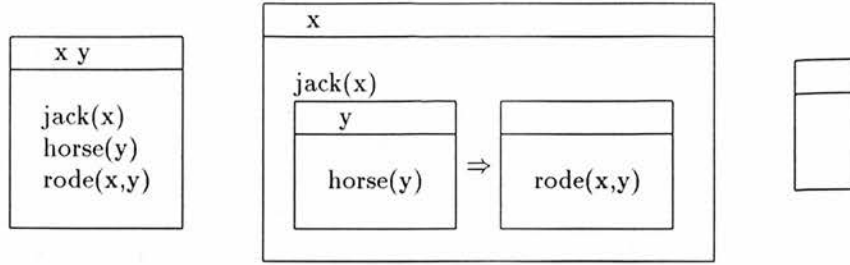 x y
jack(x)
horse(y)
rode(x,y)
x
jack(x)
y
horse(y)
⇒
rode(x,y)